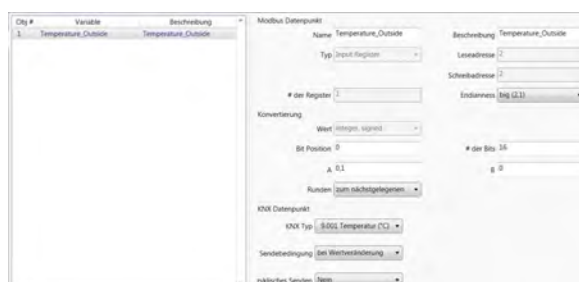 Obj # Variable Beschreibung
1 Temperature_Outside Temperature_Outside
Modbus Datenpunkt
Name Temperature_Outside Beschreibung Temperature_Outside
Typ Input Register Leseadresse 2
Schreibadresse 2
# der Register 1 Endianness big (2,1)
Konvertierung
Wert integer, signed
Bit Position 0 # der Bits 16
A 0,1 B 0
Runden zum nächstgelegenen
KNX Datenpunkt
KNX Typ 9.001 Temperatur (°C)
Sendebedingung bei Wertveränderung
zyklisches Senden Nein